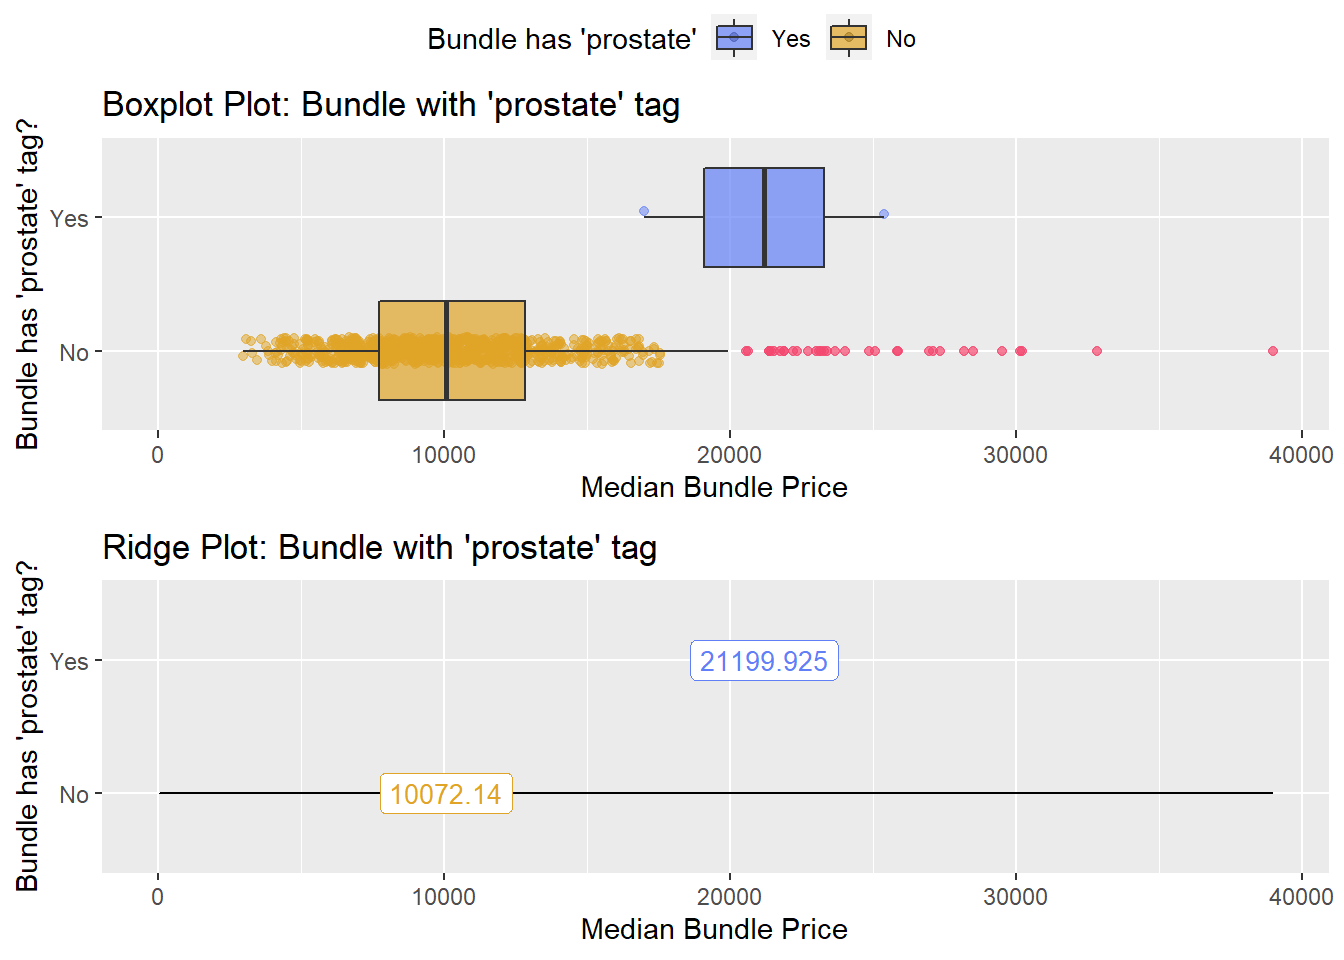 Bundle has 'prostate' Yes No
Boxplot Plot: Bundle with 'prostate' tag
Bundle has 'prostate' tag?
Yes
No
0 10000 20000 30000 40000
Median Bundle Price
Ridge Plot: Bundle with 'prostate' tag
Bundle has 'prostate' tag?
Yes
21199.925
No
10072.14
0 10000 20000 30000 40000
Median Bundle Price